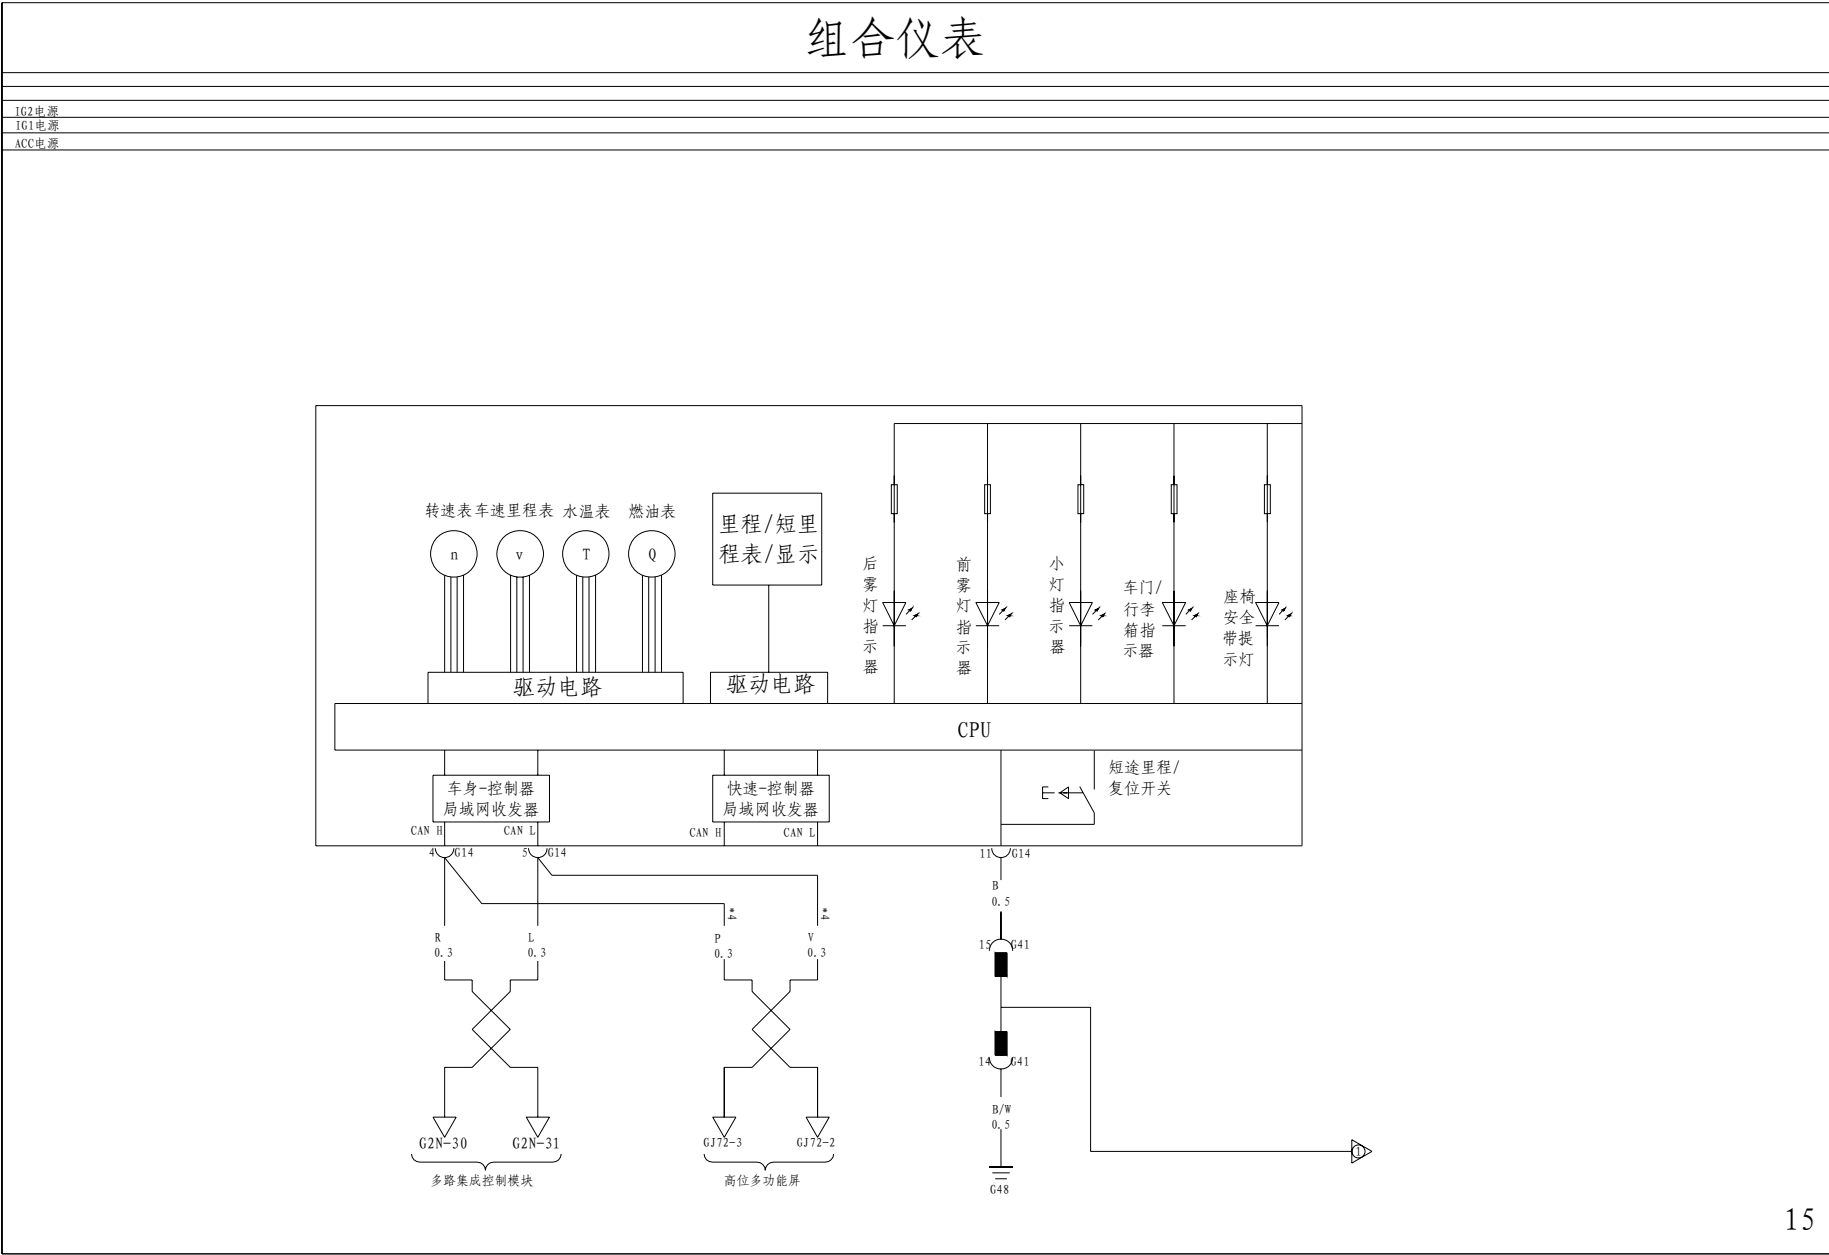 组合仪表
IG2电源
IG1电源
ACC电源
转速表 车速里程表 水温表 燃油表
n v T Q
里程/短里
程表/显示
后雾灯指示器
前雾灯指示器
小灯指示器
车门/
行李
箱指
示器
座椅
安全
带提
示灯
驱动电路 驱动电路
CPU
车身-控制器
局域网收发器
快速-控制器
局域网收发器
短途里程/
复位开关
CAN H CAN L CAN H CAN L
4 G14 5 G14 11 G14
B
0.5
*4 *4
R L P V
0.3 0.3 0.3 0.3
15 G41
14 G41
B/W
0.5
G2N-30 G2N-31 GJ72-3 GJ72-2
1
多路集成控制模块 高位多功能屏
G48
15